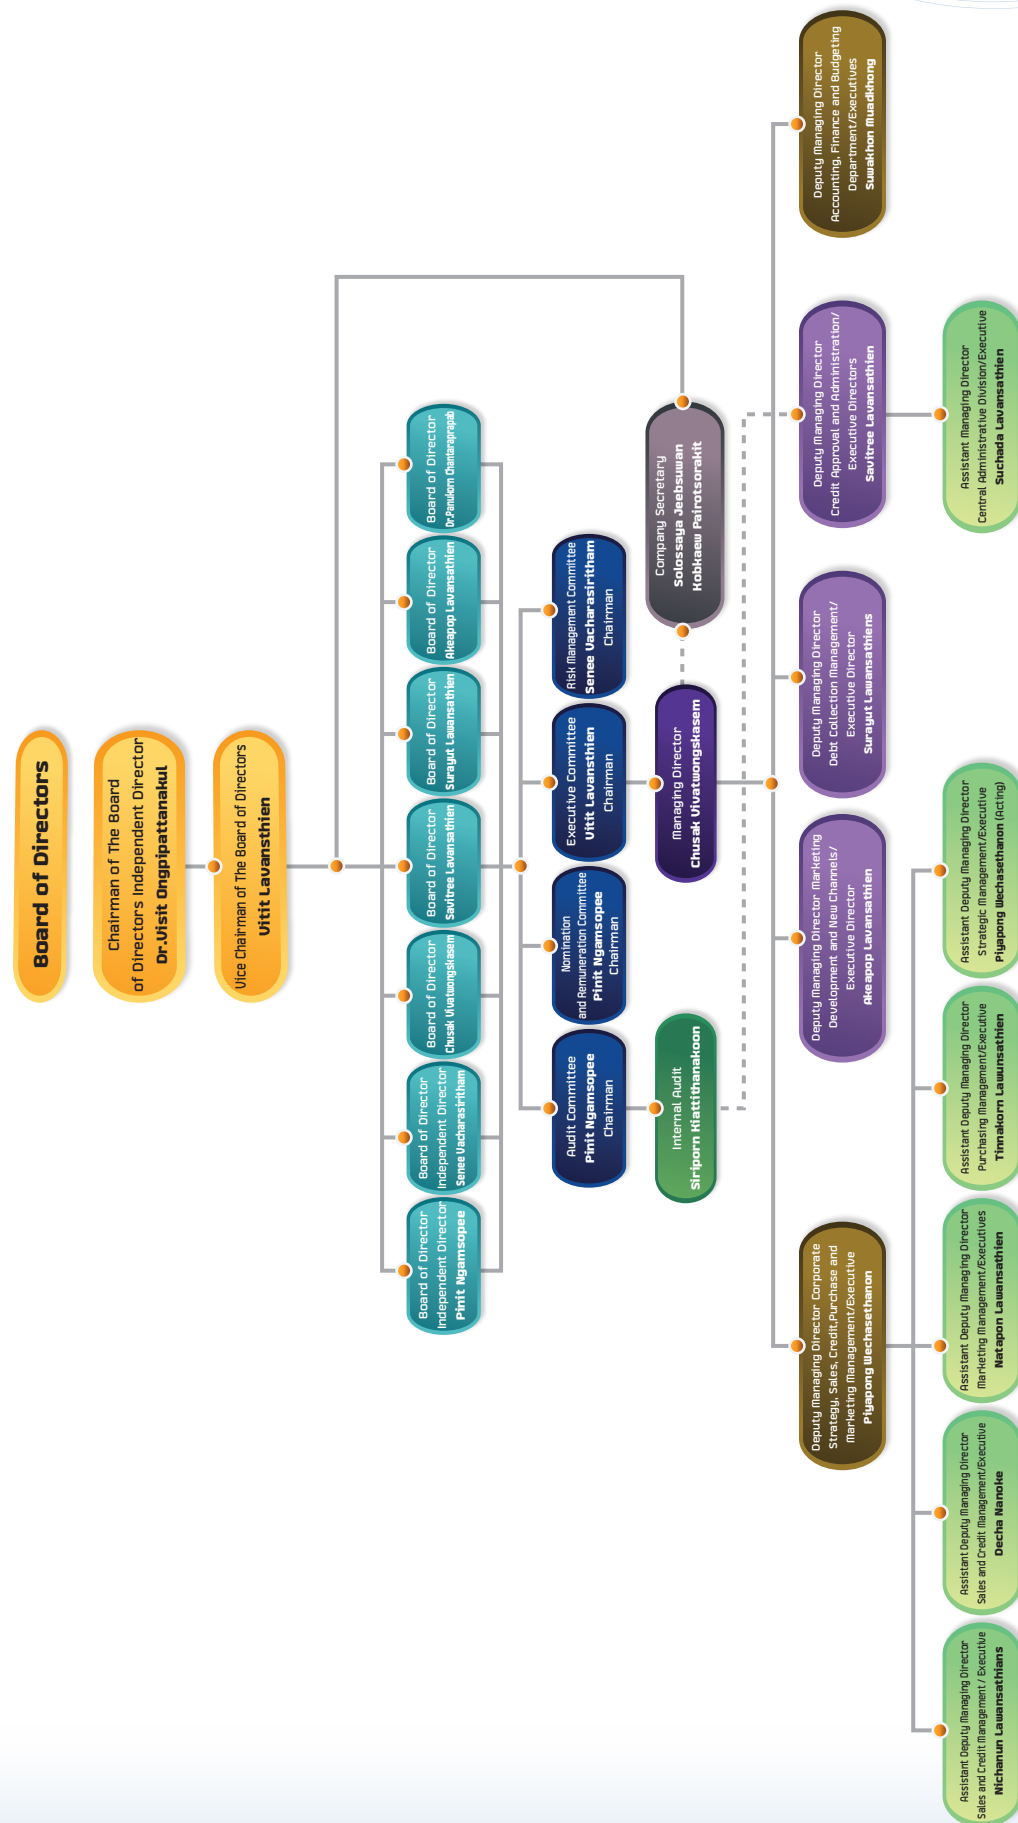 Board of Directors
Chairman of The Board
of Directors Independent Director
Dr.Visit Ongpipattanakul
Vice Chairman of The Board of Directors
Vitit Lavansthien
Board of Director
Independent Director
Pinit Ngamsopee
Board of Director
Independent Director
Senee Vacharasiritham
Board of Director
Chusak Vivatwongskasem
Board of Director
Savitree Lavansathien
Board of Director
Surayut Lawansathien
Board of Director
Akeapop Lavansathien
Board of Director
Dr.Panukorn Chantaraprapab
Audit Committee
Pinit Ngamsopee
Chairman
Nomination
and Remuneration Committee
Pinit Ngamsopee
Chairman
Executive Committee
Vitit Lavansthien
Chairman
Risk Management Committee
Senee Vacharasiritham
Chairman
Internal Audit
Siriporn Kiattithanakoon
Managing Director
Chusak Vivatwongskasem
Company Secretary
Solossaya Jeebsuwan
Kobkaew Pairotsorakit
Deputy Managing Director Corporate
Strategy, Sales, Credit,Purchase and
Marketing Management/Executive
Piyapong Wechasethanon
Deputy Managing Director Marketing
Development and New Channels/
Executive Director
Akeapop Lavansathien
Deputy Managing Director
Debt Collection Management/
Executive Director
Surayut Lawansathiens
Deputy Managing Director
Credit Approval and Administration/
Executive Directors
Savitree Lavansathien
Deputy Managing Director
Accounting, Finance and Budgeting
Department/Executives
Suwakhon Muadkhong
Assistant Deputy Managing Director
Sales and Credit Management / Executive
Nichanun Lawansathians
Assistant Deputy Managing Director
Sales and Credit Management/Executive
Decha Nanoke
Assistant Deputy Managing Director
Marketing Management/Executives
Natapon Lawansathien
Assistant Deputy Managing Director
Purchasing Management/Executive
Tinnakorn Lawunsathien
Assistant Deputy Managing Director
Strategic Management/Executive
Piyapong Wechasethanon (Acting)
Assistant Managing Director
Central Administrative Division/Executive
Suchada Lavansathien